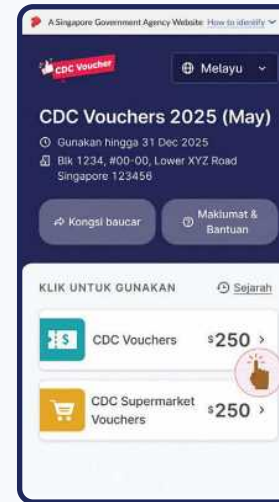 A Singapore Government Agency Website How to identify
CDC Voucher
Melayu
CDC Vouchers 2025 (May)
Gunakan hingga 31 Dec 2025
Blk 1234, #00-00, Lower XYZ Road
Singapore 123456
Kongsi baucar
Maklumat &
Bantuan
KLIK UNTUK GUNAKAN
Sejarah
$
CDC Vouchers
$250
CDC Supermarket
Vouchers
$250